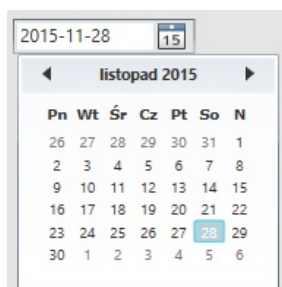 2015-11-28 15
listopad 2015
Pn Wt Śr Cz Pt So N
26 27 28 29 30 31 1
2 3 4 5 6 7 8
9 10 11 12 13 14 15
16 17 18 19 20 21 22
23 24 25 26 27 28 29
30 1 2 3 4 5 6